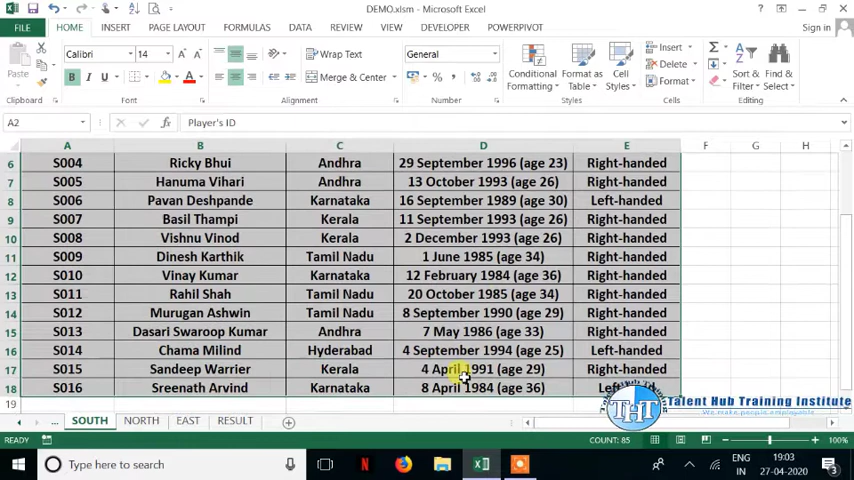 DEMO.xlsm - Microsoft Excel
FILE HOME INSERT PAGE LAYOUT FORMULAS DATA REVIEW VIEW DEVELOPER POWERPIVOT Sign in
Calibri 14 Wrap Text General Insert
Paste Merge & Center Conditional Formatting Format as Table Cell Styles Delete Format Sort & Filter Find & Select
Clipboard Font Alignment Number Styles Cells Editing
A2 Player's ID
A B C D E F G H
6 S004 Ricky Bhui Andhra 29 September 1996 (age 23) Right-handed
7 S005 Hanuma Vihari Andhra 13 October 1993 (age 26) Right-handed
8 S006 Pavan Deshpande Karnataka 16 September 1989 (age 30) Left-handed
9 S007 Basil Thampi Kerala 11 September 1993 (age 26) Right-handed
10 S008 Vishnu Vinod Kerala 2 December 1993 (age 26) Right-handed
11 S009 Dinesh Karthik Tamil Nadu 1 June 1985 (age 34) Right-handed
12 S010 Vinay Kumar Karnataka 12 February 1984 (age 36) Right-handed
13 S011 Rahil Shah Tamil Nadu 20 October 1985 (age 34) Right-handed
14 S012 Murugan Ashwin Tamil Nadu 8 September 1990 (age 29) Right-handed
15 S013 Dasari Swaroop Kumar Andhra 7 May 1986 (age 33) Right-handed
16 S014 Chama Milind Hyderabad 4 September 1994 (age 25) Left-handed
17 S015 Sandeep Warrier Kerala 4 April 1991 (age 29) Right-handed
18 S016 Sreenath Arvind Karnataka 8 April 1984 (age 36)
19
THT Talent Hub Training Institute
We make people employable
... SOUTH NORTH EAST RESULT
READY COUNT: 85 100%
Type here to search ENG IN 19:03 27-04-2020 3